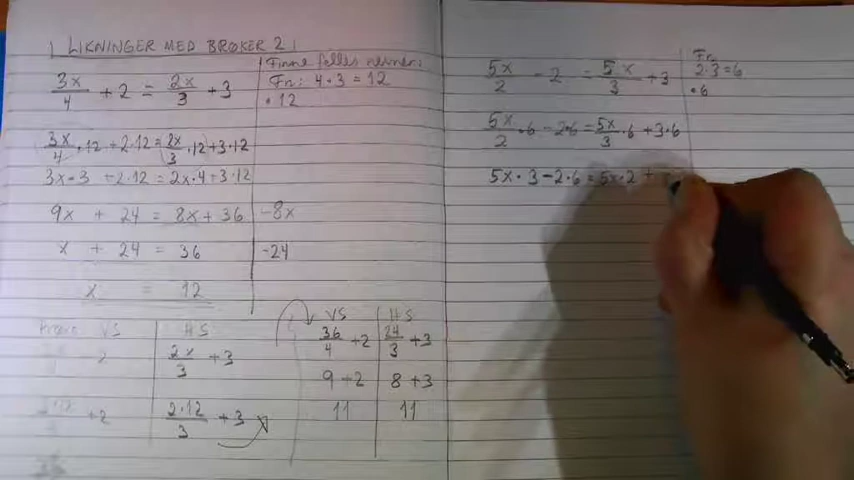 LIKNINGER MED BRØKER 2
Finne felles nevner:
3x/4 + 2 = 2x/3 + 3
Fn: 4·3 = 12
·12
3x/4 ·12 + 2·12 = 2x/3 ·12 + 3·12
3x·3 + 2·12 = 2x·4 + 3·12
9x + 24 = 8x + 36 -8x
x + 24 = 36 -24
x = 12
VS HS
2 2x/3 + 3
+2 2·12/3 + 3
VS HS
36/4 + 2 24/3 + 3
9 + 2 8 + 3
11 11
5x/2 - 2 = 5x/3 + 3
Fn
2·3 = 6
·6
5x/2 ·6 - 2·6 = 5x/3 ·6 + 3·6
5x·3 - 2·6 = 5x·2 +